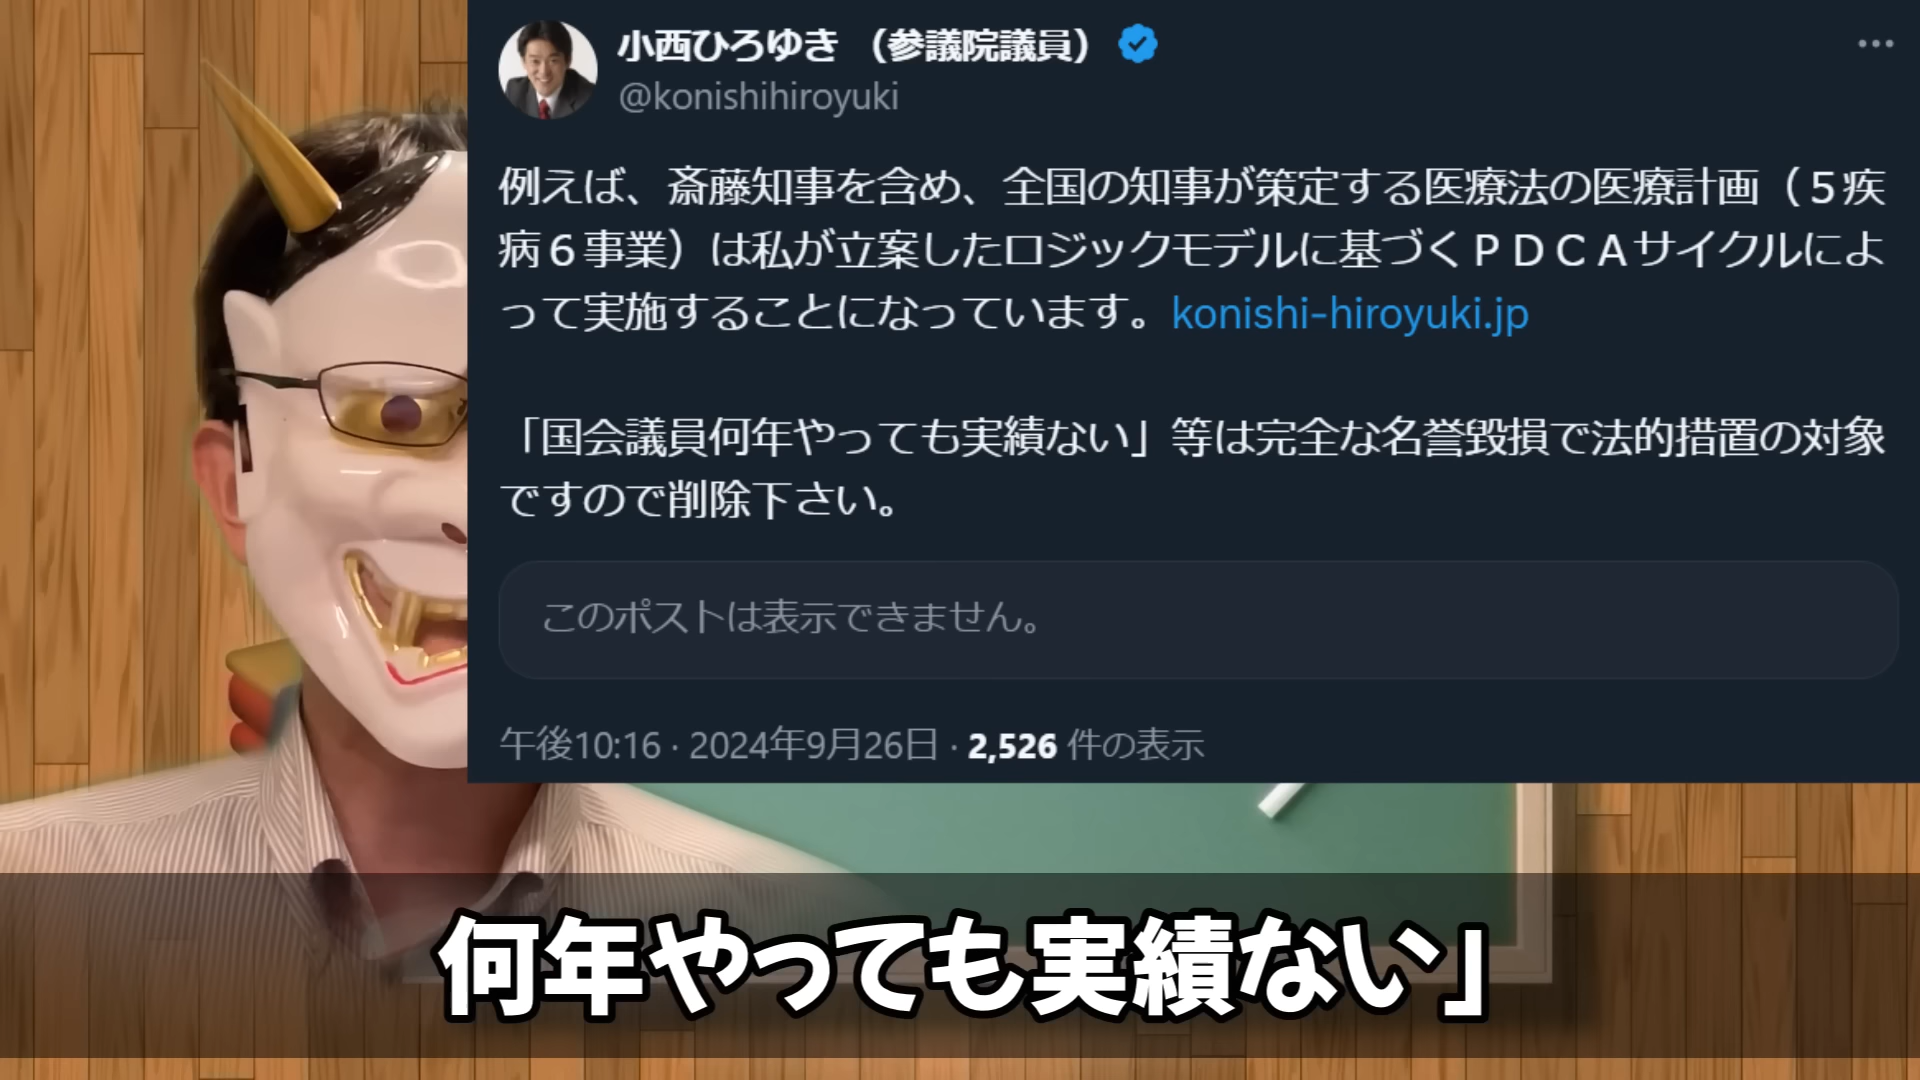 小西ひろゆき （参議院議員）
@konishihiroyuki
例えば、斎藤知事を含め、全国の知事が策定する医療法の医療計画（５疾
病６事業）は私が立案したロジックモデルに基づくＰＤＣＡサイクルによ
って実施することになっています。konishi-hiroyuki.jp
「国会議員何年やっても実績ない」等は完全な名誉毀損で法的措置の対象
ですので削除下さい。
このポストは表示できません。
午後10:16 · 2024年9月26日 · 2,526 件の表示
何年やっても実績ない」